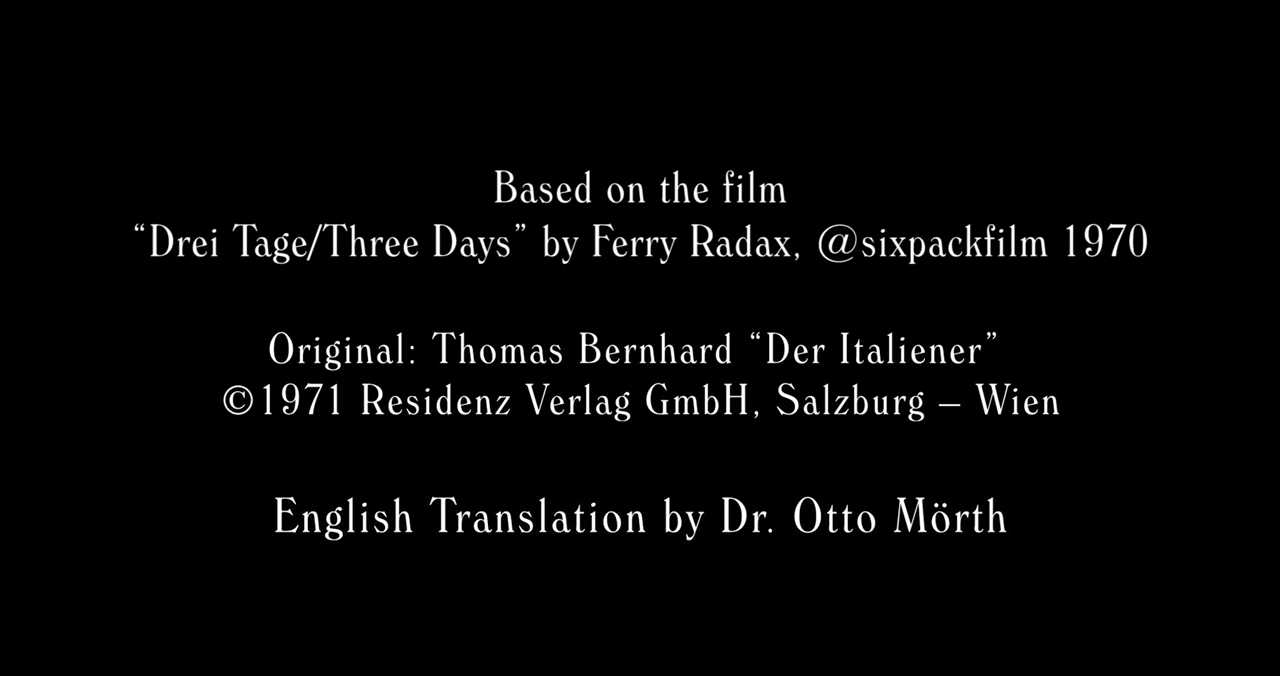 Based on the film
“Drei Tage/Three Days” by Ferry Radax, @sixpackfilm 1970
Original: Thomas Bernhard “Der Italiener”
©1971 Residenz Verlag GmbH, Salzburg – Wien
English Translation by Dr. Otto Mörth